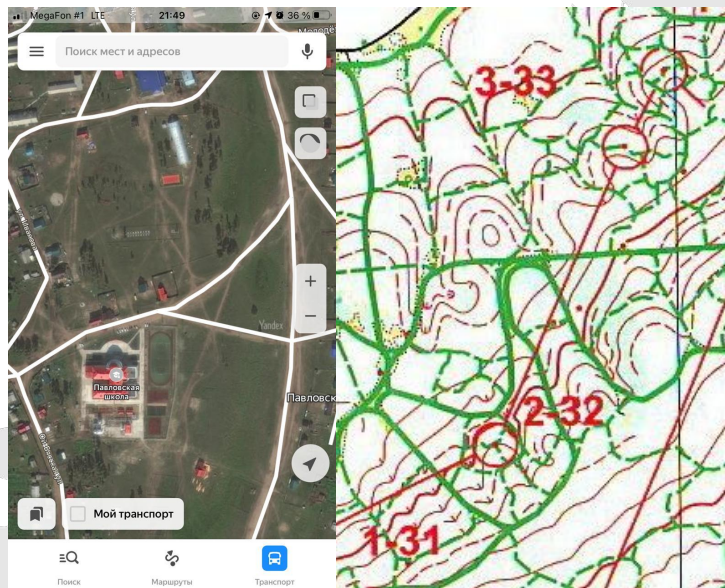 MegaFon #1 LTE 21:49 36 %
Поиск мест и адресов
Yandex
Павловская
школа
Павловск
Мой транспорт
Поиск
Маршруты
Транспорт
3-33
2-32
1-31